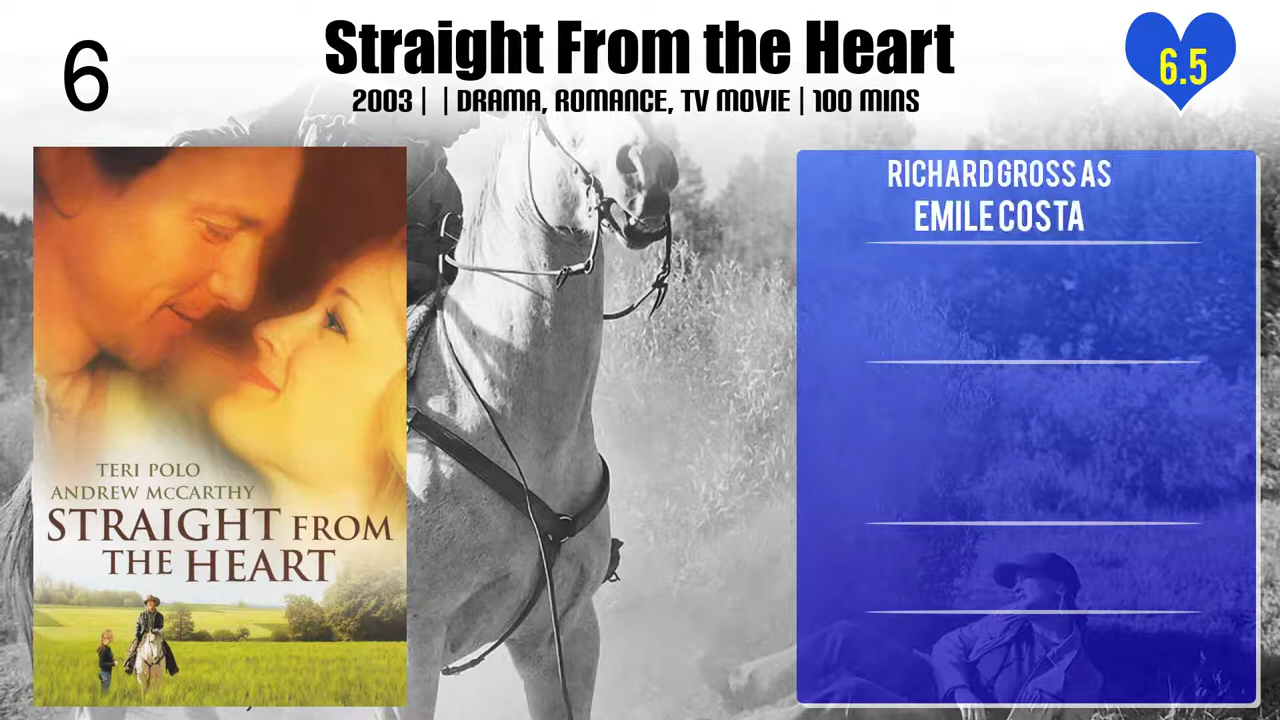 6
Straight From the Heart
2003 | | DRAMA, ROMANCE, TV MOVIE | 100 MINS
6.5
RICHARD GROSS AS
EMILE COSTA
TERI POLO
ANDREW McCARTHY
STRAIGHT FROM
THE HEART